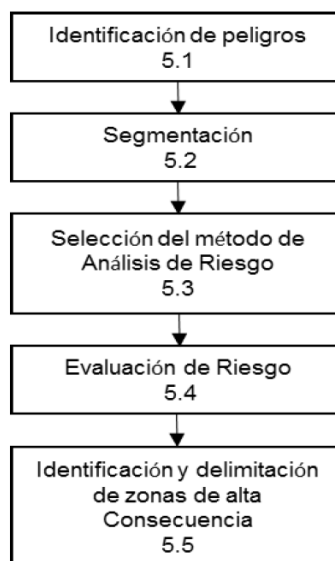 Identificación de peligros
5.1
Segmentación
5.2
Selección del método de
Análisis de Riesgo
5.3
Evaluación de Riesgo
5.4
Identificación y delimitación
de zonas de alta
Consecuencia
5.5